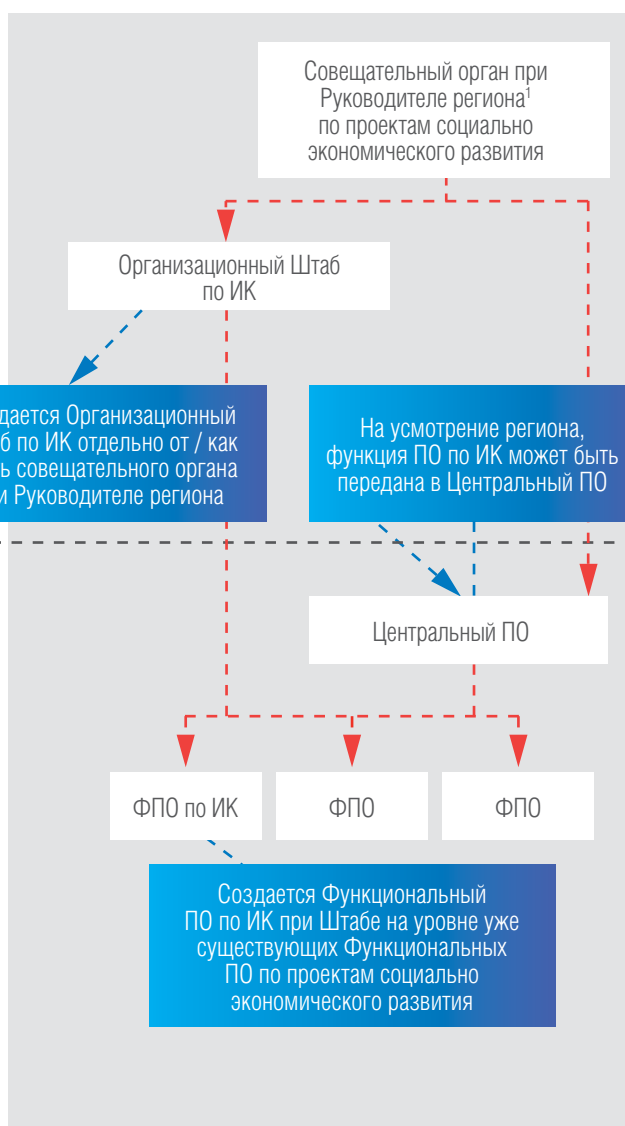 Совещательный орган при
Руководителе региона¹
по проектам социально
экономического развития
Организационный Штаб
по ИК
Организационный
по ИК отдельно от / как
совещательного органа
Руководителе региона
На усмотрение региона,
функция ПО по ИК может быть
передана в Центральный ПО
Центральный ПО
ФПО по ИК
ФПО
ФПО
Создается Функциональный
ПО по ИК при Штабе на уровне уже
существующих Функциональных
ПО по проектам социально
экономического развития